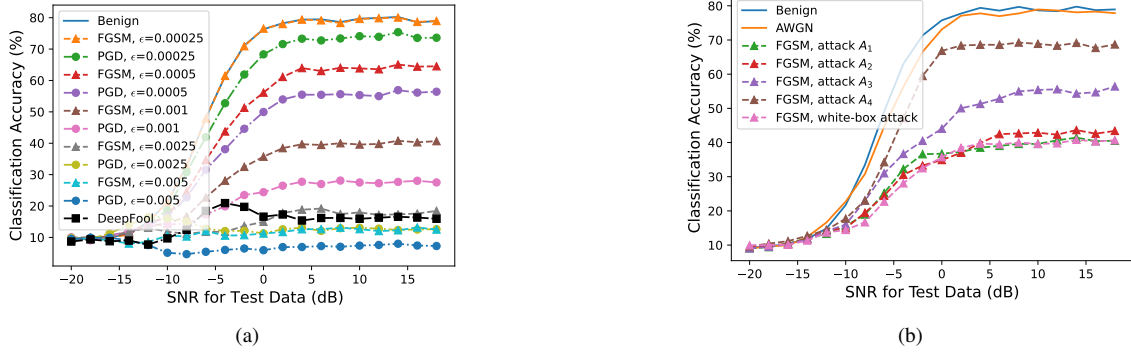 Classification Accuracy (%)
80
70
60
50
40
30
20
10
Benign
FGSM, ϵ=0.00025
PGD, ϵ=0.00025
FGSM, ϵ=0.0005
PGD, ϵ=0.0005
FGSM, ϵ=0.001
PGD, ϵ=0.001
FGSM, ϵ=0.0025
PGD, ϵ=0.0025
FGSM, ϵ=0.005
PGD, ϵ=0.005
DeepFool
−20 −15 −10 −5 0 5 10 15
SNR for Test Data (dB)
(a)
Classification Accuracy (%)
80
70
60
50
40
30
20
10
Benign
AWGN
FGSM, attack A₁
FGSM, attack A₂
FGSM, attack A₃
FGSM, attack A₄
FGSM, white-box attack
−20 −15 −10 −5 0 5 10 15
SNR for Test Data (dB)
(b)